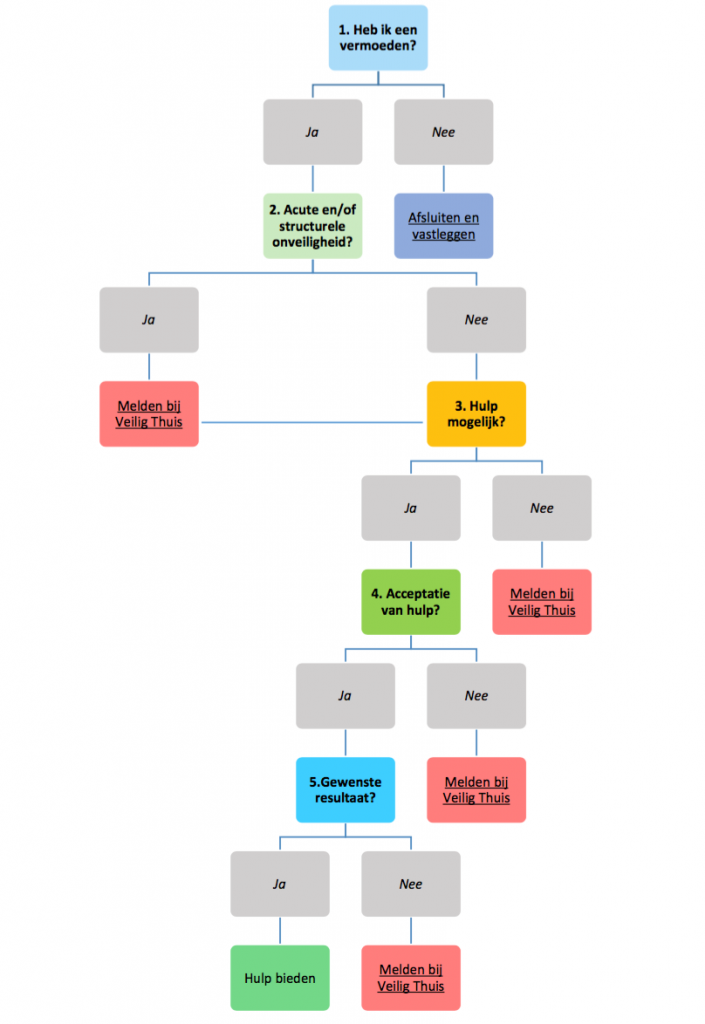 1. Heb ik een
vermoeden?
Ja
Nee
2. Acute en/of
structurele
onveiligheid?
Afsluiten en
vastleggen
Ja
Nee
Melden bij
Veilig Thuis
3. Hulp
mogelijk?
Ja
Nee
4. Acceptatie
van hulp?
Melden bij
Veilig Thuis
Ja
Nee
5.Gewenste
resultaat?
Melden bij
Veilig Thuis
Ja
Nee
Hulp bieden
Melden bij
Veilig Thuis